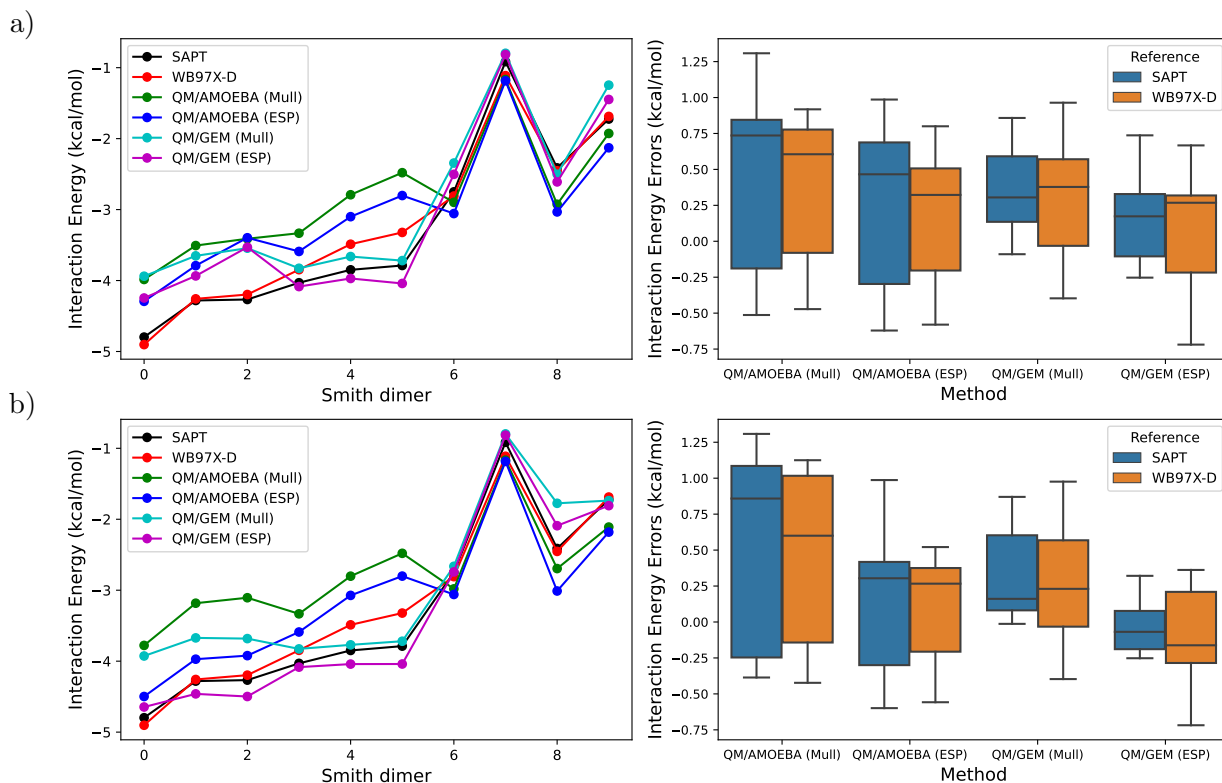 a)
Interaction Energy (kcal/mol)
−1
−2
−3
−4
−5
SAPT
WB97X-D
QM/AMOEBA (Mull)
QM/AMOEBA (ESP)
QM/GEM (Mull)
QM/GEM (ESP)
0 2 4 6 8
Smith dimer
Interaction Energy Errors (kcal/mol)
1.25
1.00
0.75
0.50
0.25
0.00
−0.25
−0.50
−0.75
Reference
SAPT
WB97X-D
QM/AMOEBA (Mull) QM/AMOEBA (ESP) QM/GEM (Mull) QM/GEM (ESP)
Method
b)
Interaction Energy (kcal/mol)
−1
−2
−3
−4
−5
SAPT
WB97X-D
QM/AMOEBA (Mull)
QM/AMOEBA (ESP)
QM/GEM (Mull)
QM/GEM (ESP)
0 2 4 6 8
Smith dimer
Interaction Energy Errors (kcal/mol)
1.25
1.00
0.75
0.50
0.25
0.00
−0.25
−0.50
−0.75
Reference
SAPT
WB97X-D
QM/AMOEBA (Mull) QM/AMOEBA (ESP) QM/GEM (Mull) QM/GEM (ESP)
Method